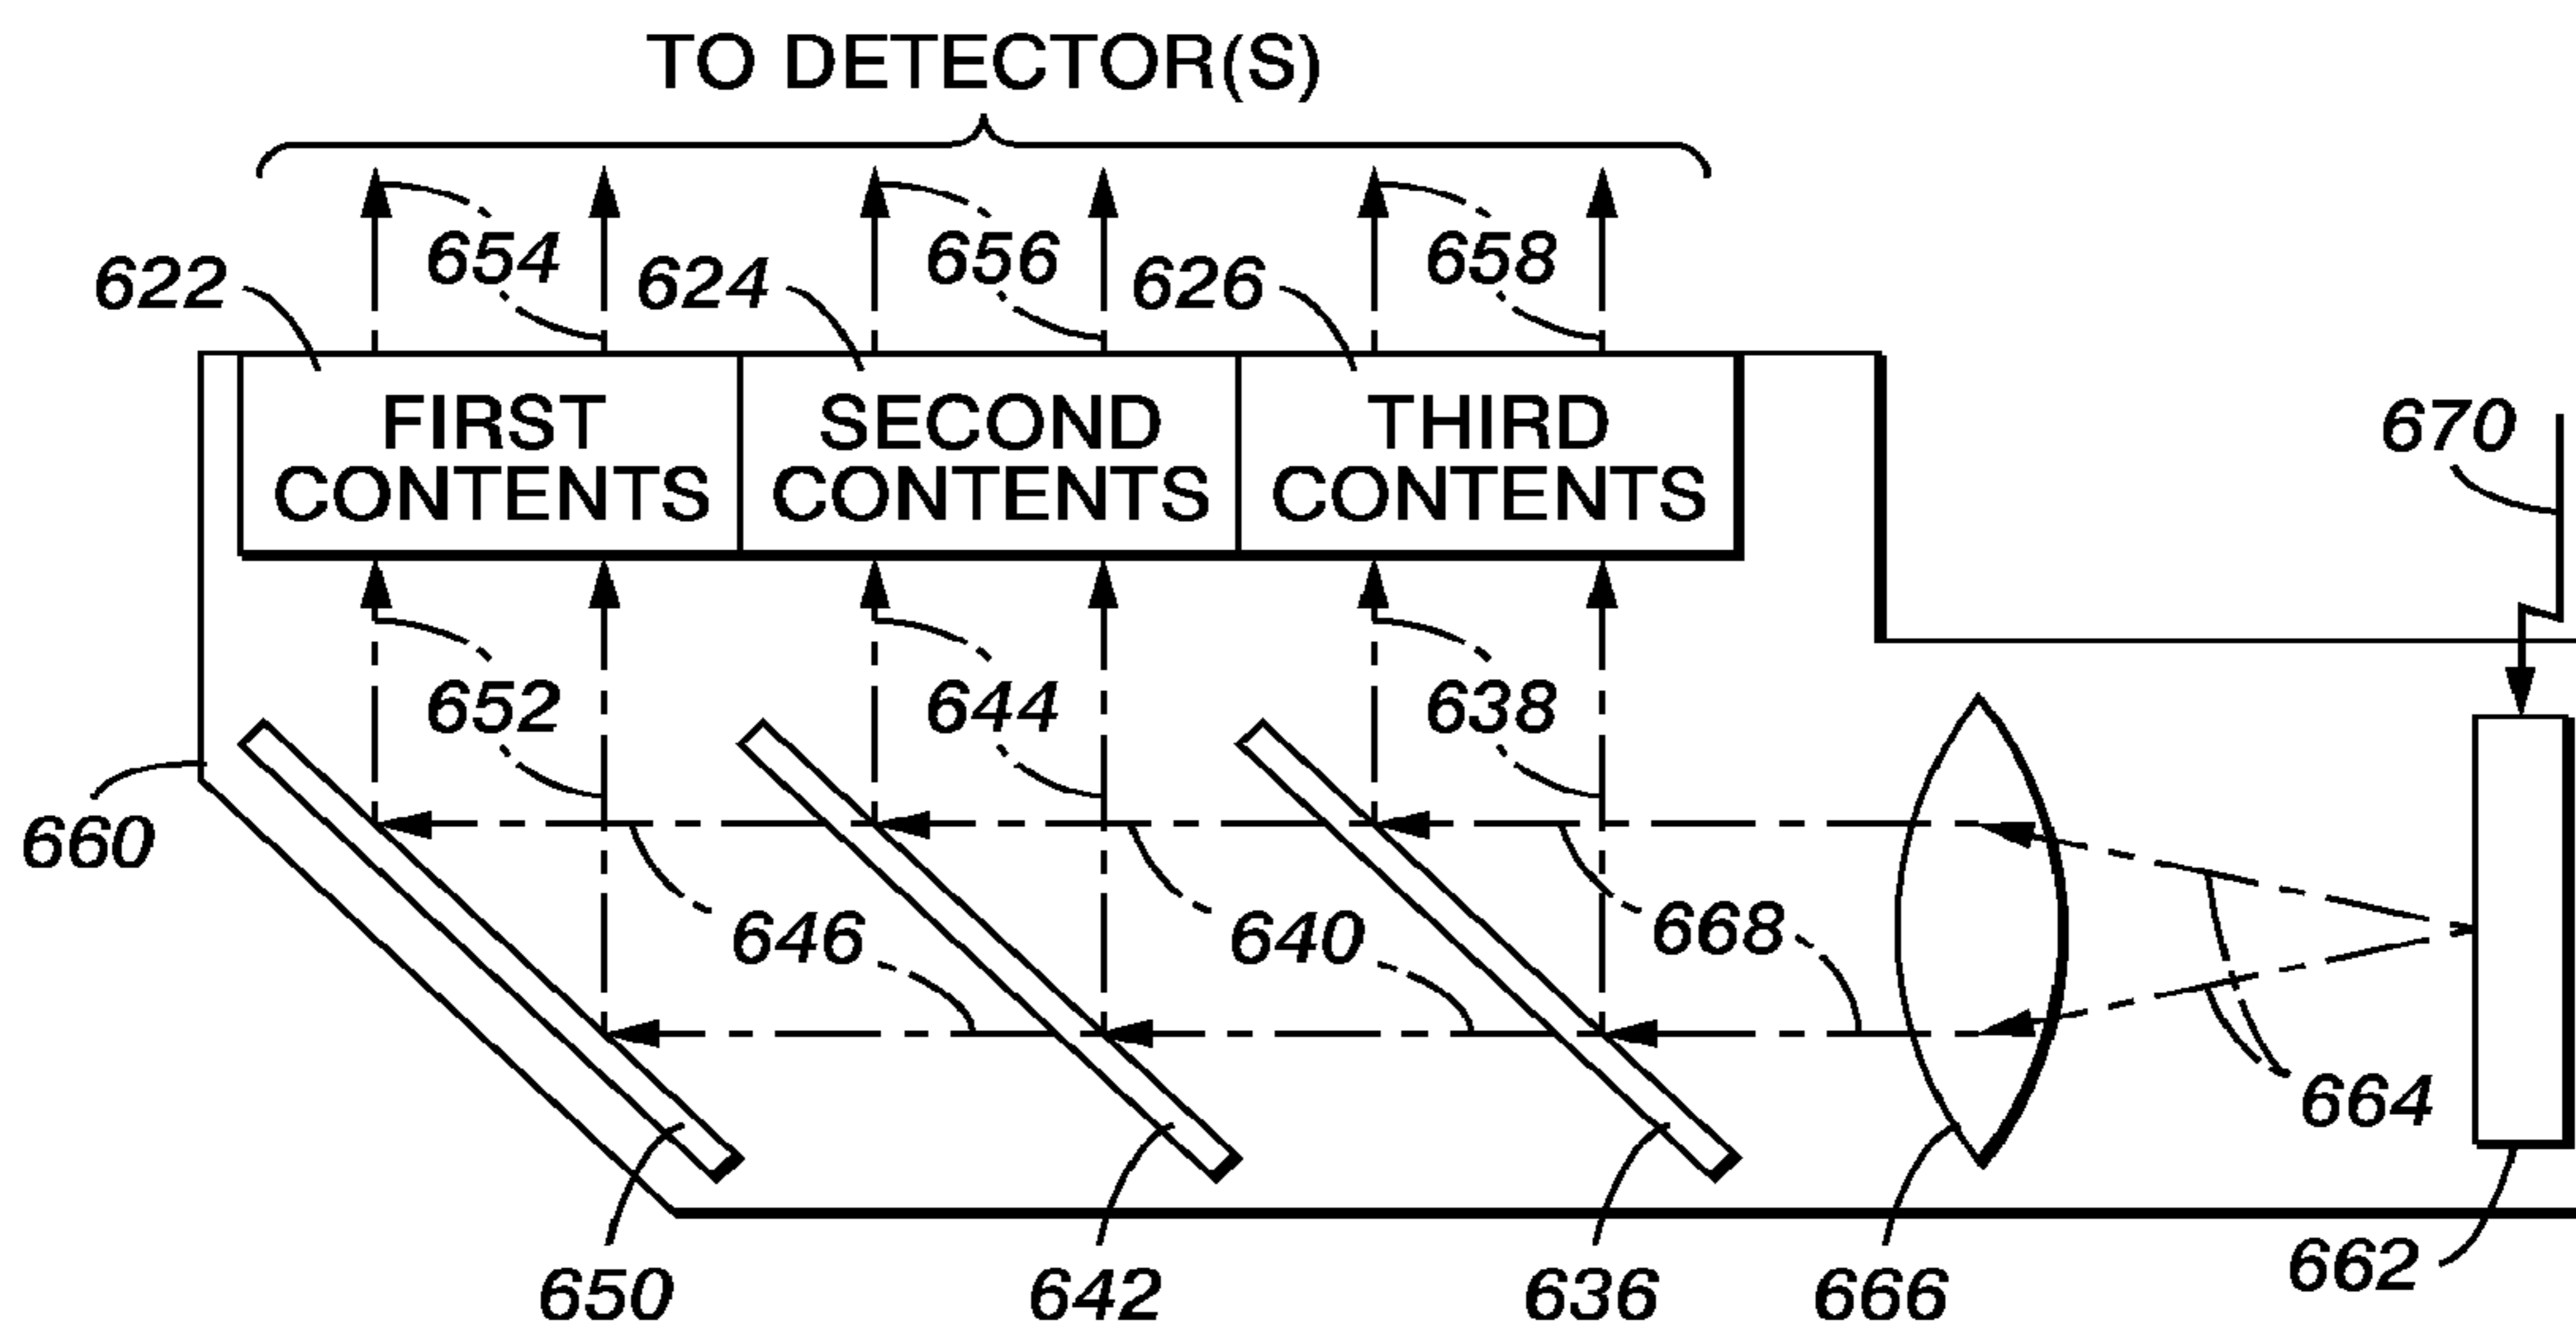 TO DETECTOR(S)
654
656
658
622
624
626
FIRST
CONTENTS
SECOND
CONTENTS
THIRD
CONTENTS
670
652
644
638
660
646
640
668
664
650
642
636
666
662